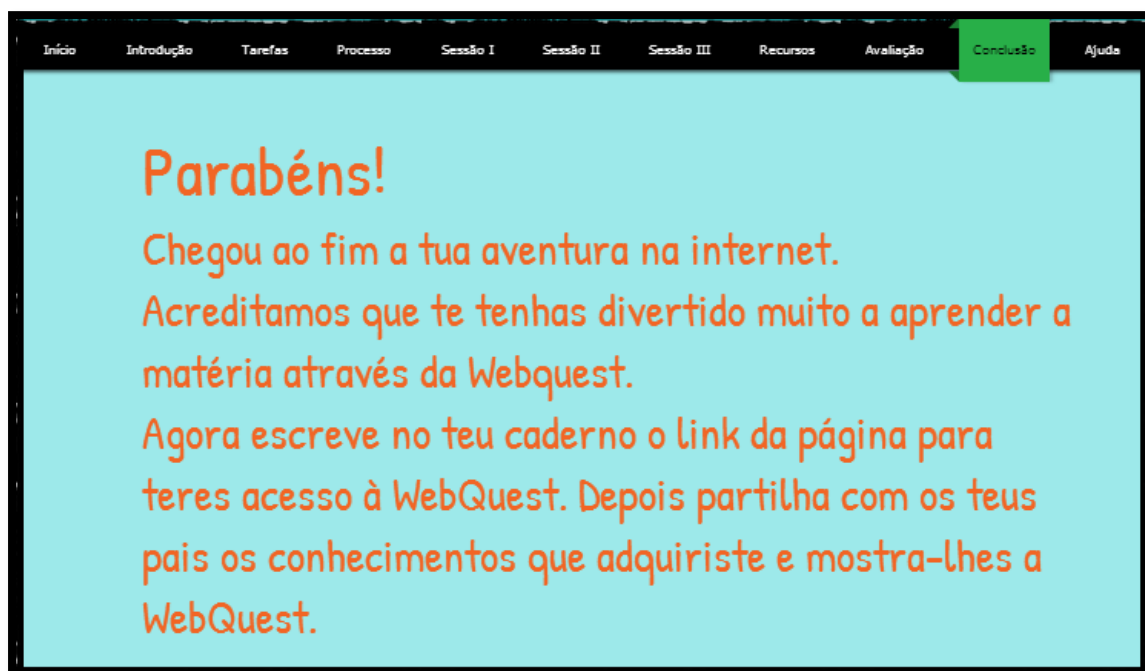 Início Introdução Tarefas Processo Sessão I Sessão II Sessão III Recursos Avaliação Conclusão Ajuda
Parabéns!
Chegou ao fim a tua aventura na internet.
Acreditamos que te tenhas divertido muito a aprender a
matéria através da Webquest.
Agora escreve no teu caderno o link da página para
teres acesso à WebQuest. Depois partilha com os teus
pais os conhecimentos que adquiriste e mostra-lhes a
WebQuest.